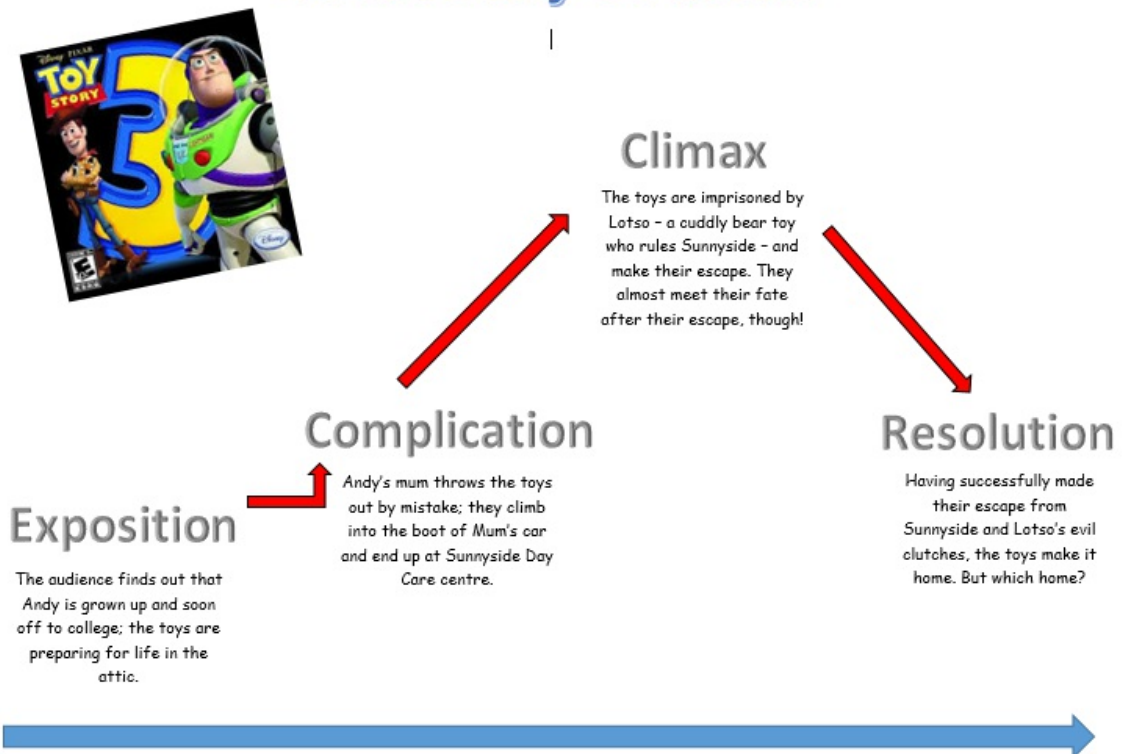 Disney PIXAR
TOY
STORY
3
Disney
E
Climax
The toys are imprisoned by
Lotso – a cuddly bear toy
who rules Sunnyside – and
make their escape. They
almost meet their fate
after their escape, though!
Complication
Andy's mum throws the toys
out by mistake; they climb
into the boot of Mum's car
and end up at Sunnyside Day
Care centre.
Resolution
Having successfully made
their escape from
Sunnyside and Lotso's evil
clutches, the toys make it
home. But which home?
Exposition
The audience finds out that
Andy is grown up and soon
off to college; the toys are
preparing for life in the
attic.